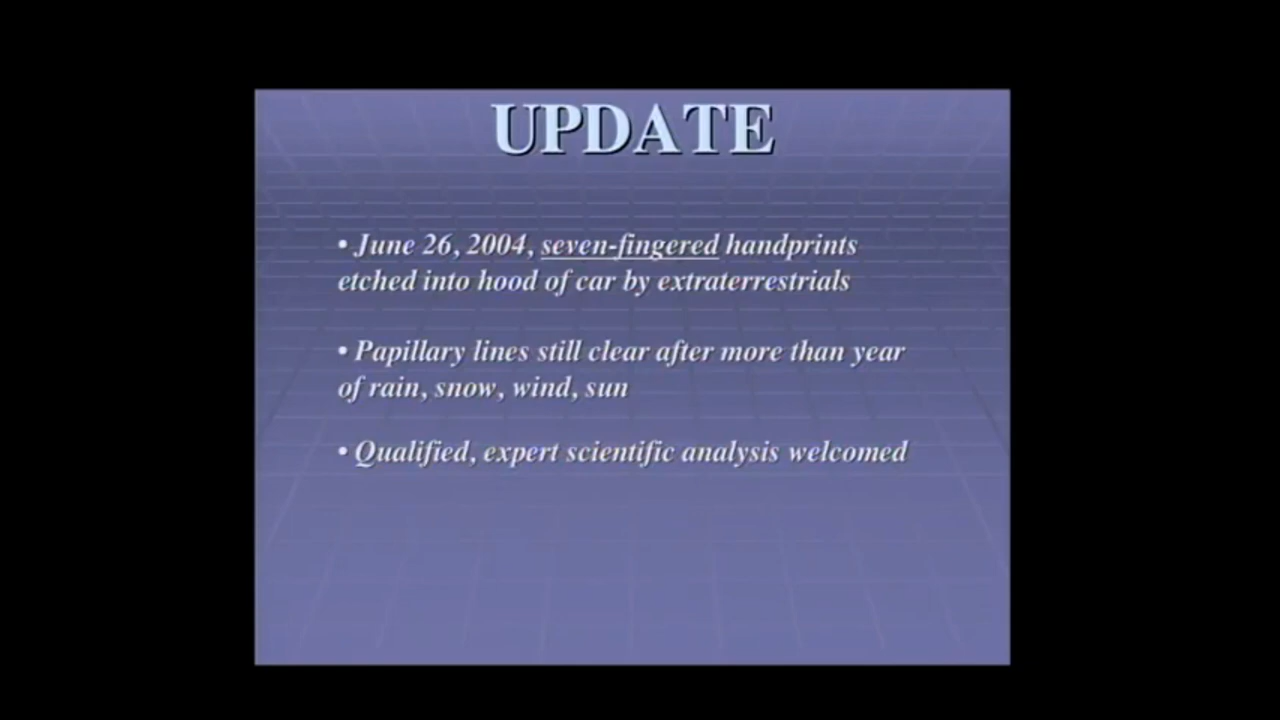 UPDATE
• June 26, 2004, seven-fingered handprints
etched into hood of car by extraterrestrials
• Papillary lines still clear after more than year
of rain, snow, wind, sun
• Qualified, expert scientific analysis welcomed